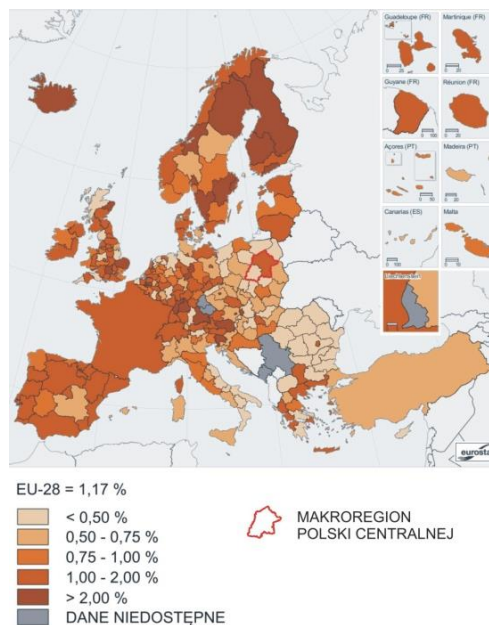 Guadeloupe (FR)
Martinique (FR)
Guyane (FR)
Réunion (FR)
Açores (PT)
Madeira (PT)
Canarias (ES)
Malta
Liechtenstein
eurosta
EU-28 = 1,17 %
< 0,50 %
0,50 - 0,75 %
0,75 - 1,00 %
1,00 - 2,00 %
> 2,00 %
DANE NIEDOSTĘPNE
MAKROREGION
POLSKI CENTRALNEJ